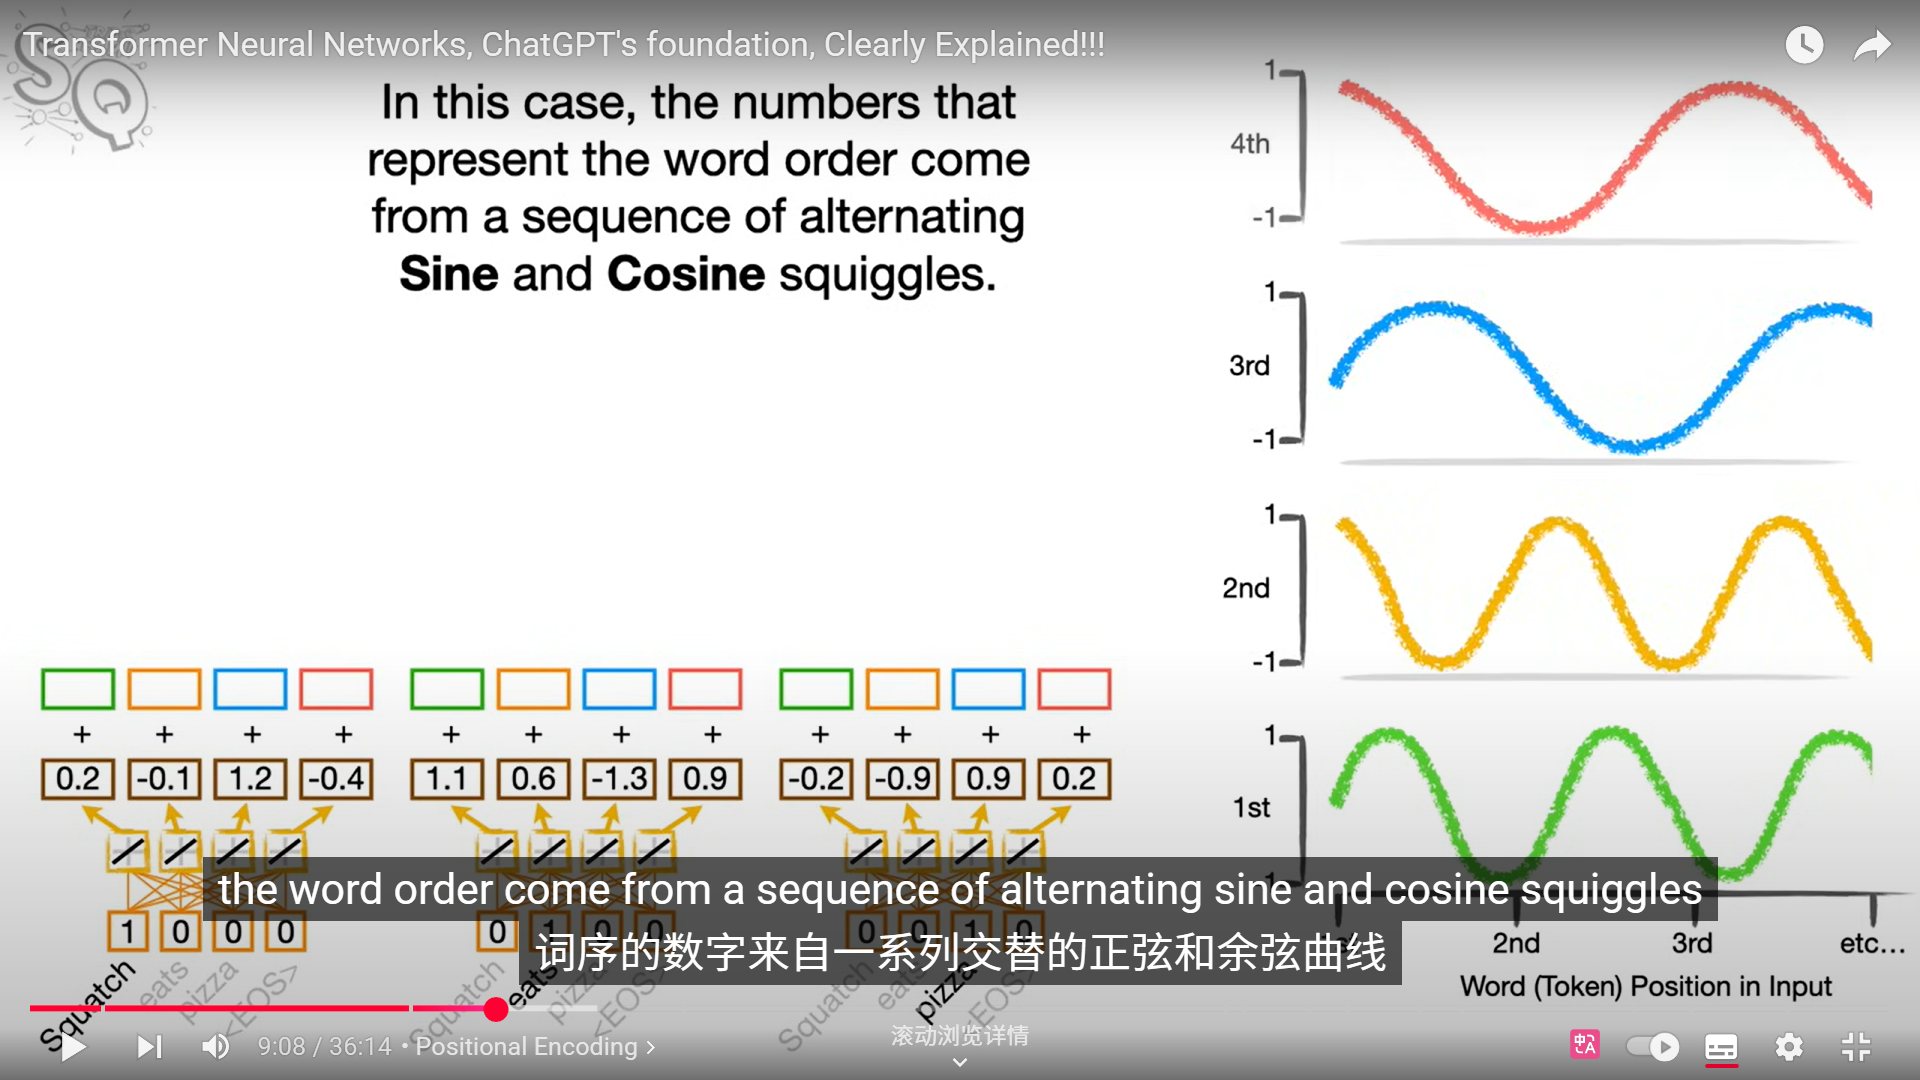 Transformer Neural Networks, ChatGPT's foundation, Clearly Explained!!!
SQ
In this case, the numbers that
represent the word order come
from a sequence of alternating
Sine and Cosine squiggles.
1
4th
-1
1
3rd
-1
1
2nd
-1
1
1st
+ + + + + + + + + + + +
0.2 -0.1 1.2 -0.4 1.1 0.6 -1.3 0.9 -0.2 -0.9 0.9 0.2
the word order come from a sequence of alternating sine and cosine squiggles
1 0 0 0 0 1 0 0 0 0 1 0
词序的数字来自一系列交替的正弦和余弦曲线
2nd 3rd etc...
Word (Token) Position in Input
Squatch eats pizza <EOS> Squatch eats pizza <EOS> Squatch eats pizza <EOS>
滚动浏览详情
9:08 / 36:14 • Positional Encoding
中A